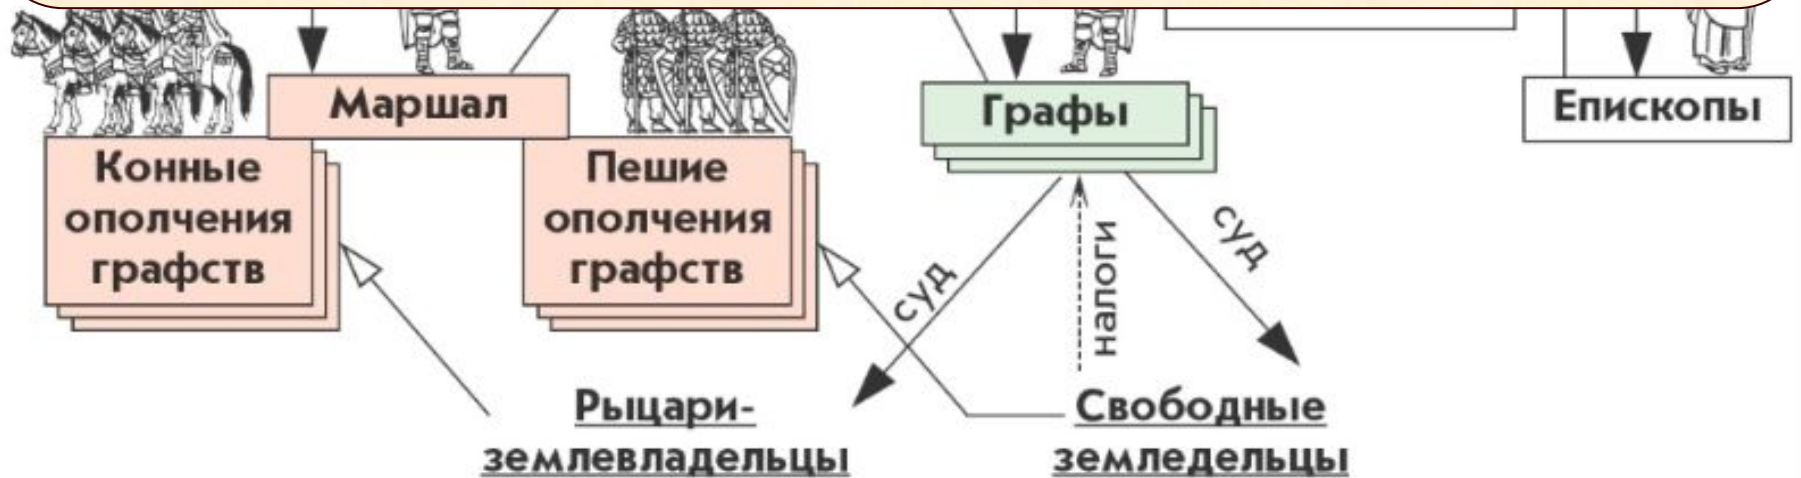 Маршал
Графы
Епископы
Конные
ополчения
графств
Пешие
ополчения
графств
суд
налоги
суд
Рыцари-
землевладельцы
Свободные
земледельцы